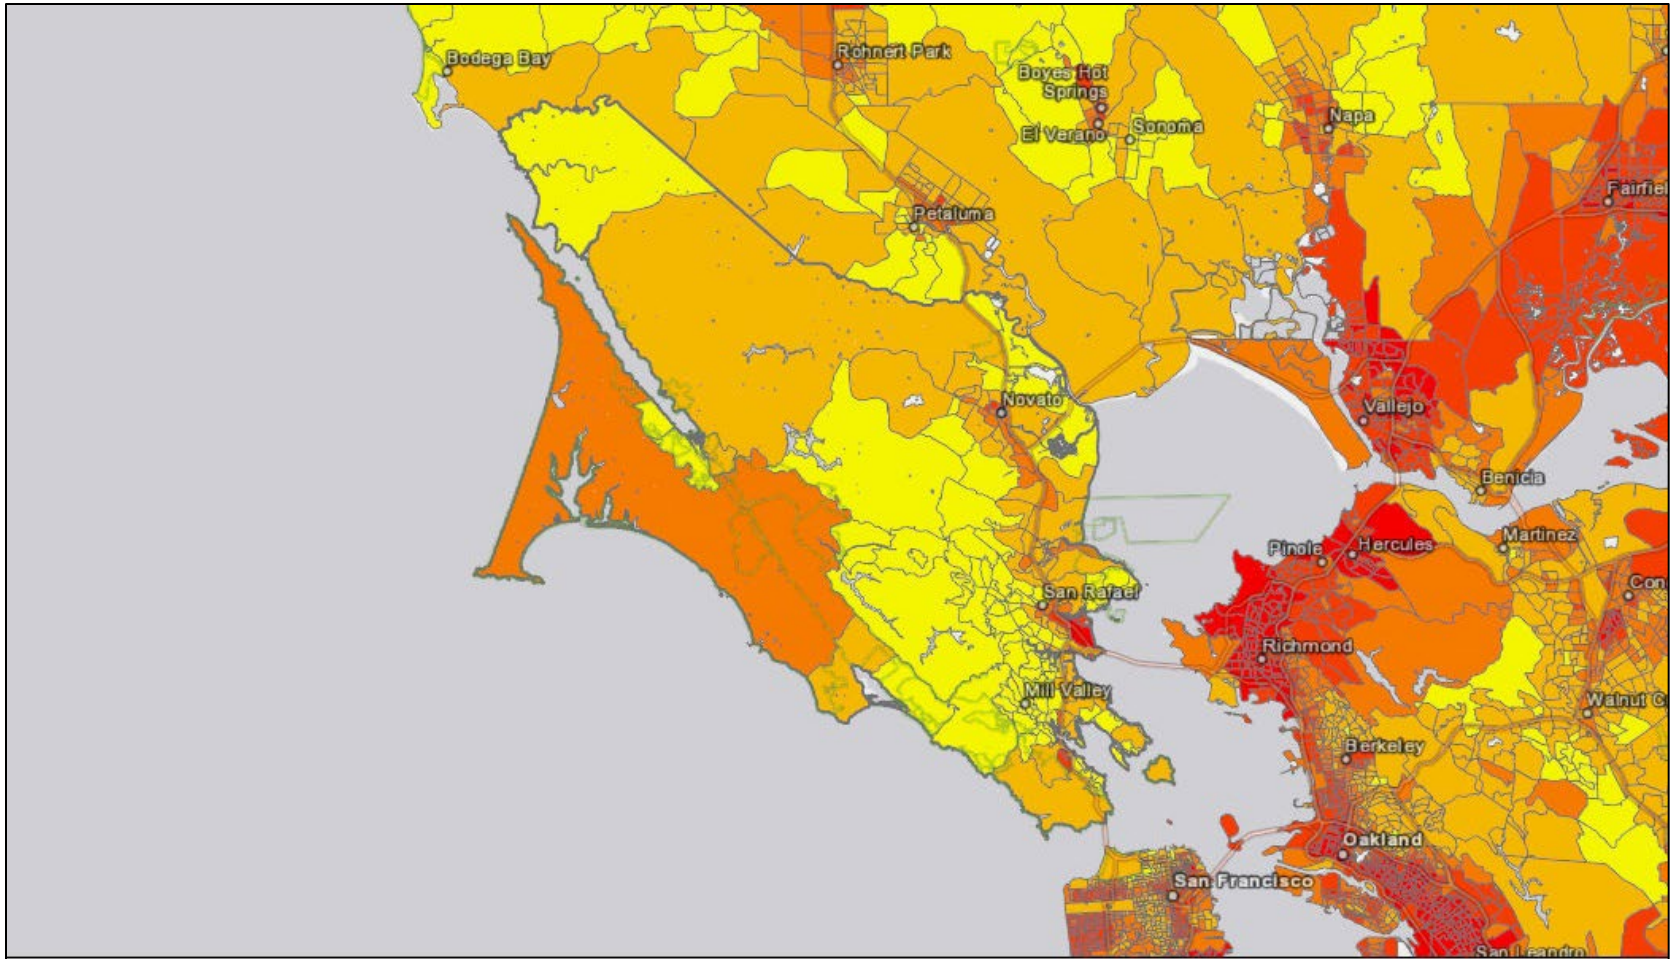 Bodega Bay
Rohnert Park
Boyes Hot
Springs
El Verano
Sonoma
Napa
Fairfiel
Petaluma
Novato
Vallejo
Benicia
Pinole
Hercules
Martinez
San Rafael
Con
Richmond
Mill Valley
Walnut C
Berkeley
Oakland
San Francisco
San Leandro